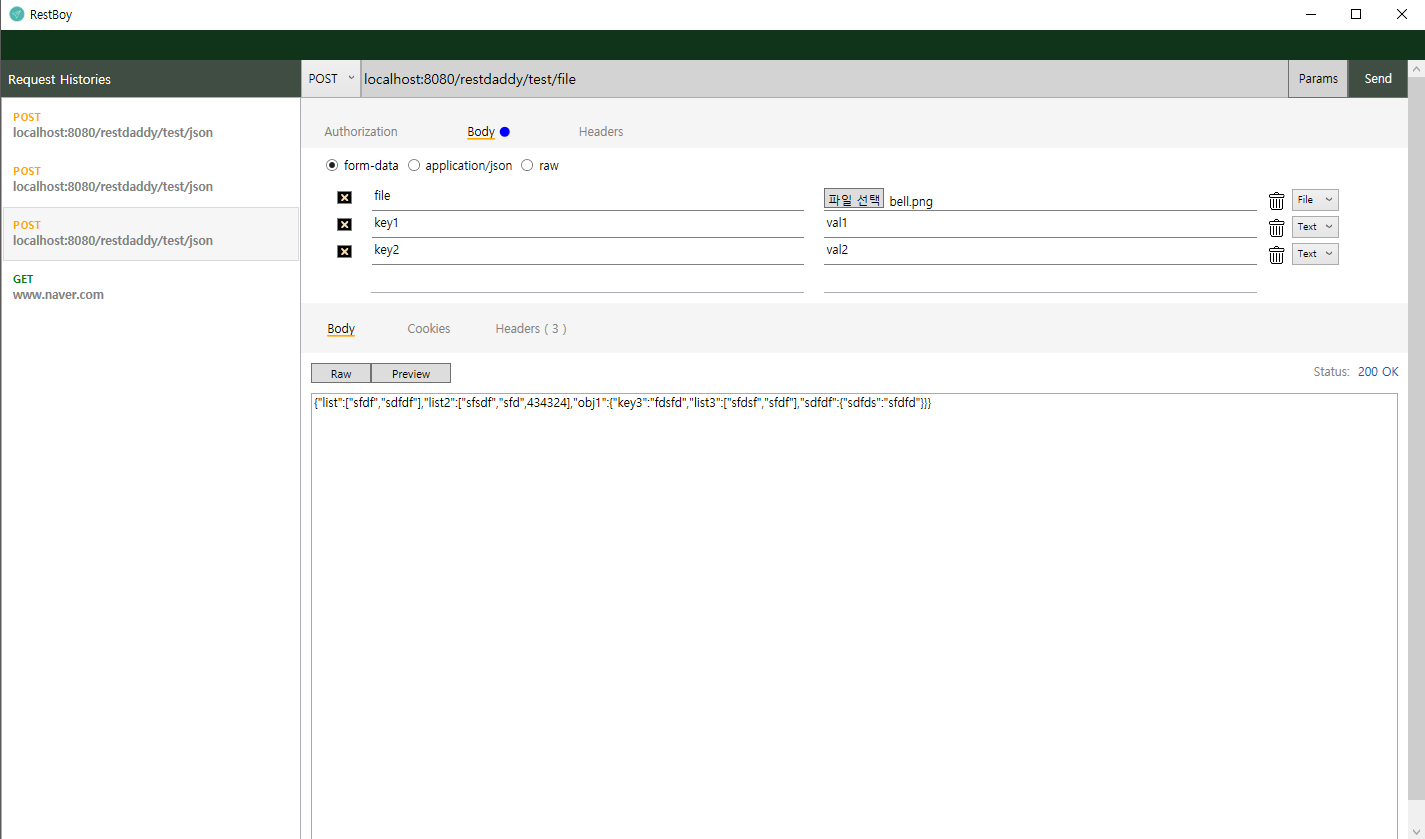 RestBoy
Request Histories
POST localhost:8080/restdaddy/test/file Params Send
POST
localhost:8080/restdaddy/test/json
POST
localhost:8080/restdaddy/test/json
POST
localhost:8080/restdaddy/test/json
GET
www.naver.com
Authorization Body Headers
form-data application/json raw
file 파일 선택 bell.png File
key1 val1 Text
key2 val2 Text
Body Cookies Headers ( 3 )
Raw Preview Status: 200 OK
{"list":["sfdf","sdfdf"],"list2":["sfsdf","sfd",434324],"obj1":{"key3":"fdsfd","list3":["sfdsf","sfdf"],"sdfdf":{"sdfds":"sfdfd"}}}